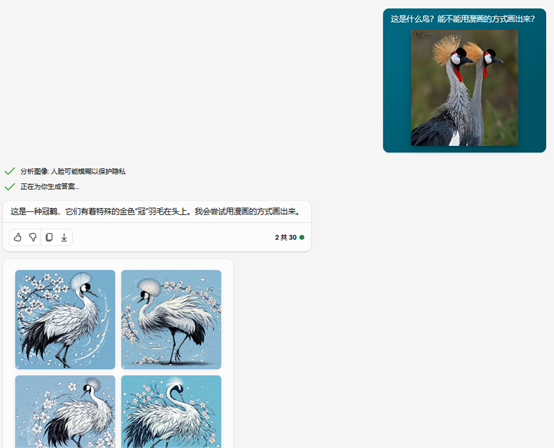 这是什么鸟？能不能用漫画的方式画出来？
分析图像: 人脸可能模糊以保护隐私
正在为你生成答案...
这是一种冠鹤，它们有着特殊的金色“冠”羽毛在头上。我会尝试用漫画的方式画出来。
2 共 30